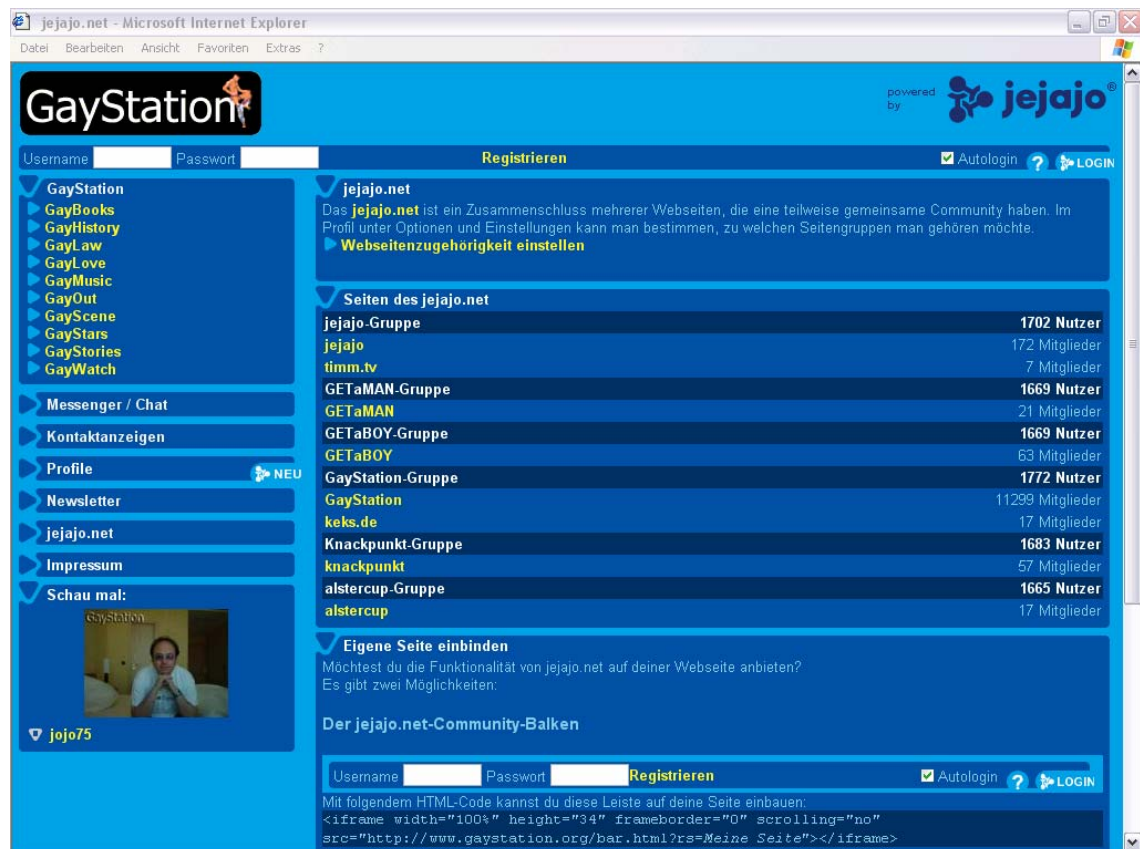 jejajo.net - Microsoft Internet Explorer
Datei Bearbeiten Ansicht Favoriten Extras ?
GayStation
powered by jejajo®
Username Passwort Registrieren Autologin ? LOGIN
GayStation
GayBooks
GayHistory
GayLaw
GayLove
GayMusic
GayOut
GayScene
GayStars
GayStories
GayWatch
Messenger / Chat
Kontaktanzeigen
Profile NEU
Newsletter
jejajo.net
Impressum
Schau mal:
GayStation
jojo75
jejajo.net
Das jejajo.net ist ein Zusammenschluss mehrerer Webseiten, die eine teilweise gemeinsame Community haben. Im
Profil unter Optionen und Einstellungen kann man bestimmen, zu welchen Seitengruppen man gehören möchte.
Webseitenzugehörigkeit einstellen
Seiten des jejajo.net
jejajo-Gruppe 1702 Nutzer
jejajo 172 Mitglieder
timm.tv 7 Mitglieder
GETaMAN-Gruppe 1669 Nutzer
GETaMAN 21 Mitglieder
GETaBOY-Gruppe 1669 Nutzer
GETaBOY 63 Mitglieder
GayStation-Gruppe 1772 Nutzer
GayStation 11299 Mitglieder
keks.de 17 Mitglieder
Knackpunkt-Gruppe 1683 Nutzer
knackpunkt 57 Mitglieder
alstercup-Gruppe 1665 Nutzer
alstercup 17 Mitglieder
Eigene Seite einbinden
Möchtest du die Funktionalität von jejajo.net auf deiner Webseite anbieten?
Es gibt zwei Möglichkeiten:
Der jejajo.net-Community-Balken
Username Passwort Registrieren Autologin ? LOGIN
Mit folgendem HTML-Code kannst du diese Leiste auf deine Seite einbauen:
<iframe width="100%" height="34" frameborder="0" scrolling="no"
src="http://www.gaystation.org/bar.html?rs=Meine Seite"></iframe>